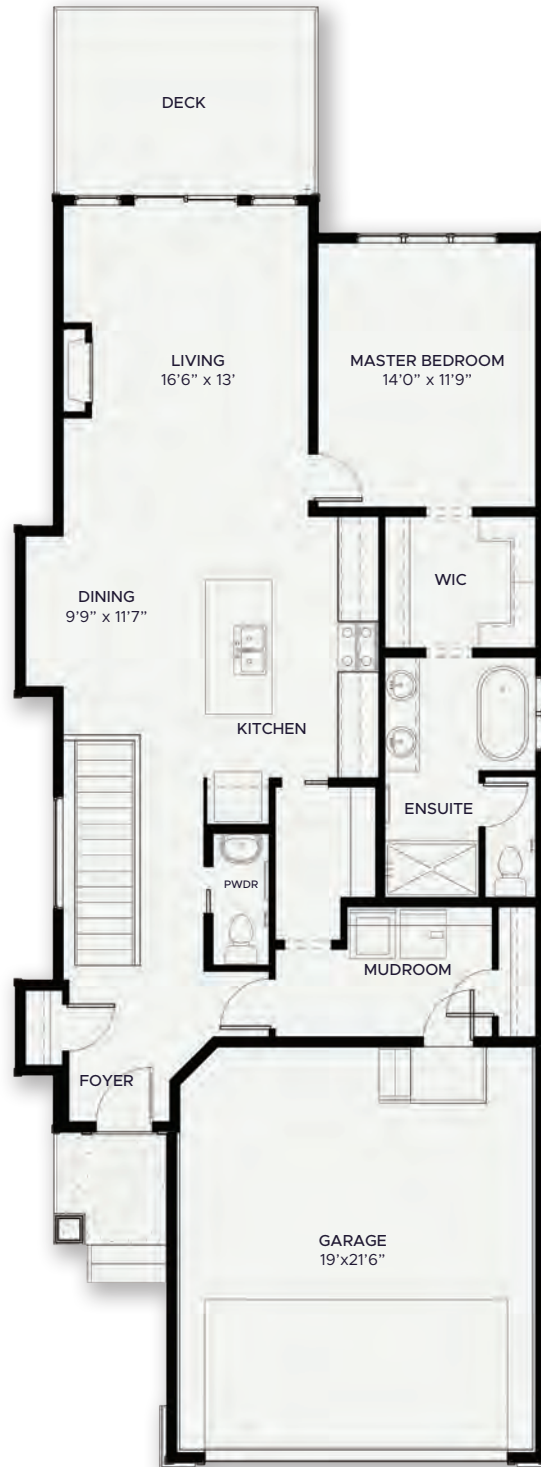 DECK
LIVING
16'6” x 13'
MASTER BEDROOM
14'0” x 11'9”
DINING
9'9” x 11'7”
WIC
KITCHEN
ENSUITE
PWDR
MUDROOM
FOYER
GARAGE
19'x21'6”